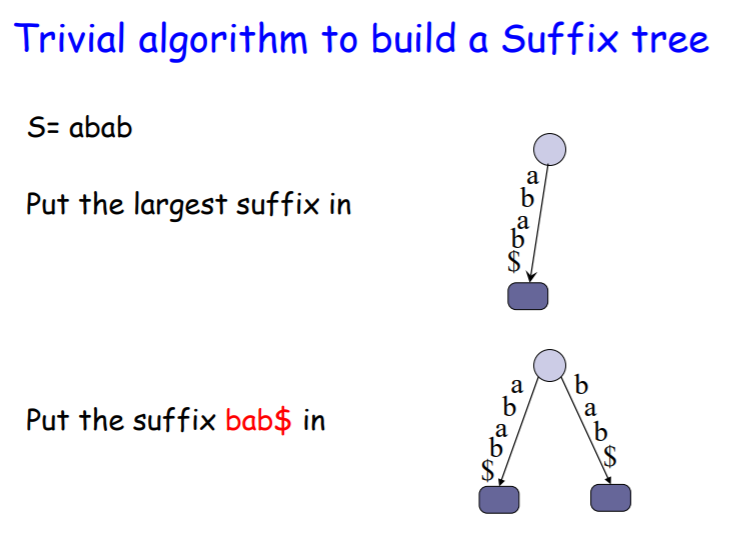 Trivial algorithm to build a Suffix tree
S= abab
Put the largest suffix in
a
b
a
b
$
Put the suffix bab$ in
a
b
a
b
$
b
a
b
$